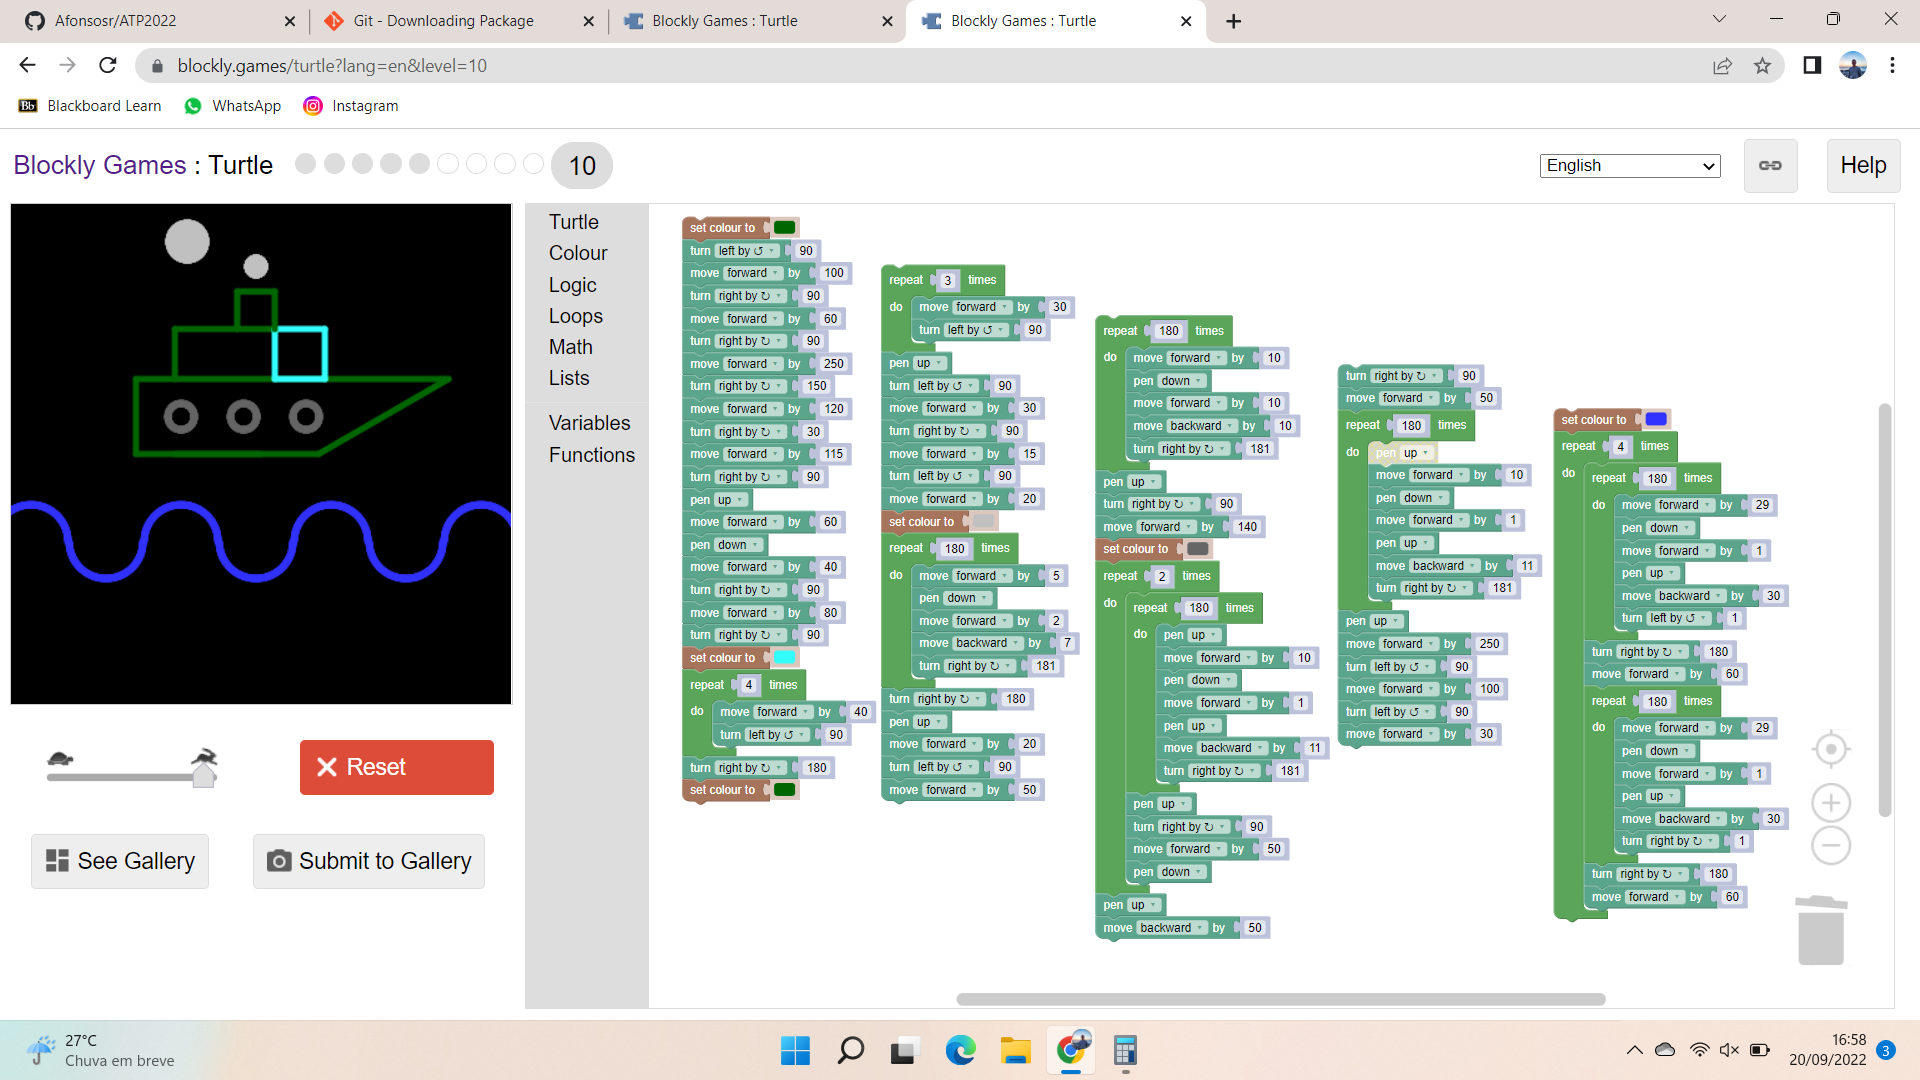 Afonsosr/ATP2022
Git - Downloading Package
Blockly Games : Turtle
Blockly Games : Turtle
blockly.games/turtle?lang=en&level=10
Bb Blackboard Learn
WhatsApp
Instagram
Blockly Games : Turtle
10
English
Help
Turtle
Colour
Logic
Loops
Math
Lists
Variables
Functions
Reset
See Gallery
Submit to Gallery
set colour to
turn left by ↺ 90
move forward by 100
turn right by ↻ 90
move forward by 60
turn right by ↻ 90
move forward by 250
turn right by ↻ 150
move forward by 120
turn right by ↻ 30
move forward by 115
turn right by ↻ 90
pen up
move forward by 60
pen down
move forward by 40
turn right by ↻ 90
move forward by 80
turn right by ↻ 90
set colour to
repeat 4 times
do move forward by 40
turn left by ↺ 90
turn right by ↻ 180
set colour to
repeat 3 times
do move forward by 30
turn left by ↺ 90
pen up
turn left by ↺ 90
move forward by 30
turn right by ↻ 90
move forward by 15
turn left by ↺ 90
move forward by 20
set colour to
repeat 180 times
do move forward by 5
pen down
move forward by 2
move backward by 7
turn right by ↻ 181
turn right by ↻ 180
pen up
move forward by 20
turn left by ↺ 90
move forward by 50
repeat 180 times
do move forward by 10
pen down
move forward by 10
move backward by 10
turn right by ↻ 181
pen up
turn right by ↻ 90
move forward by 140
set colour to
repeat 2 times
do repeat 180 times
do pen up
move forward by 10
pen down
move forward by 1
pen up
move backward by 11
turn right by ↻ 181
pen up
turn right by ↻ 90
move forward by 50
pen down
pen up
move backward by 50
turn right by ↻ 90
move forward by 50
repeat 180 times
do pen up
move forward by 10
pen down
move forward by 1
pen up
move backward by 11
turn right by ↻ 181
pen up
move forward by 250
turn left by ↺ 90
move forward by 100
turn left by ↺ 90
move forward by 30
set colour to
repeat 4 times
do repeat 180 times
do move forward by 29
pen down
move forward by 1
pen up
move backward by 30
turn left by ↺ 1
turn right by ↻ 180
move forward by 60
repeat 180 times
do move forward by 29
pen down
move forward by 1
pen up
move backward by 30
turn right by ↻ 1
turn right by ↻ 180
move forward by 60
27°C
Chuva em breve
16:58
20/09/2022
3